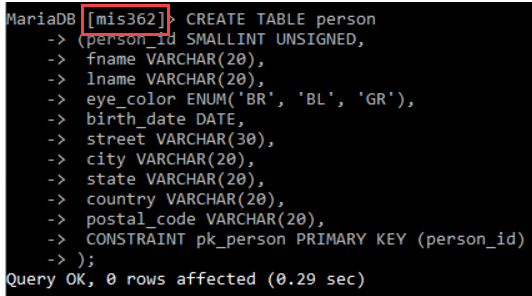 MariaDB [mis362]> CREATE TABLE person
-> (person_id SMALLINT UNSIGNED,
-> fname VARCHAR(20),
-> lname VARCHAR(20),
-> eye_color ENUM('BR', 'BL', 'GR'),
-> birth_date DATE,
-> street VARCHAR(30),
-> city VARCHAR(20),
-> state VARCHAR(20),
-> country VARCHAR(20),
-> postal_code VARCHAR(20),
-> CONSTRAINT pk_person PRIMARY KEY (person_id)
-> );
Query OK, 0 rows affected (0.29 sec)